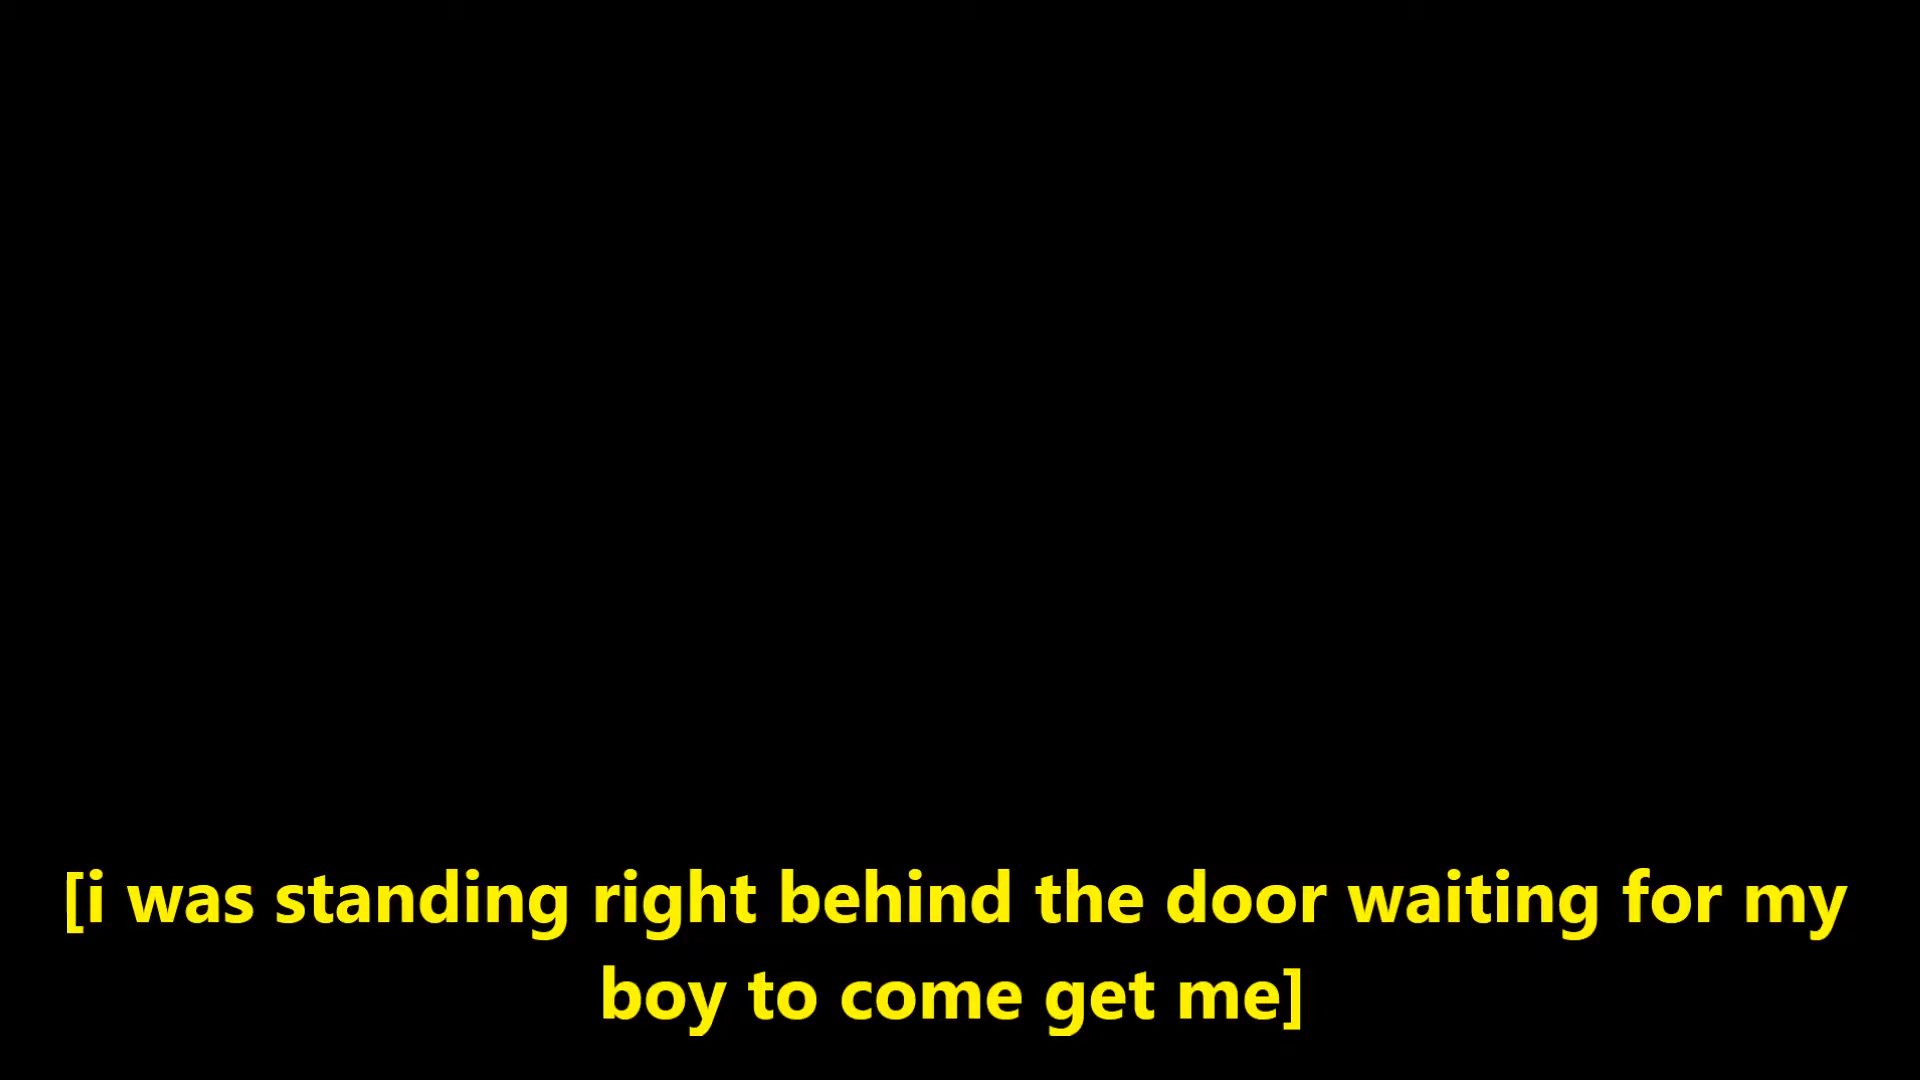 [i was standing right behind the door waiting for my
boy to come get me]